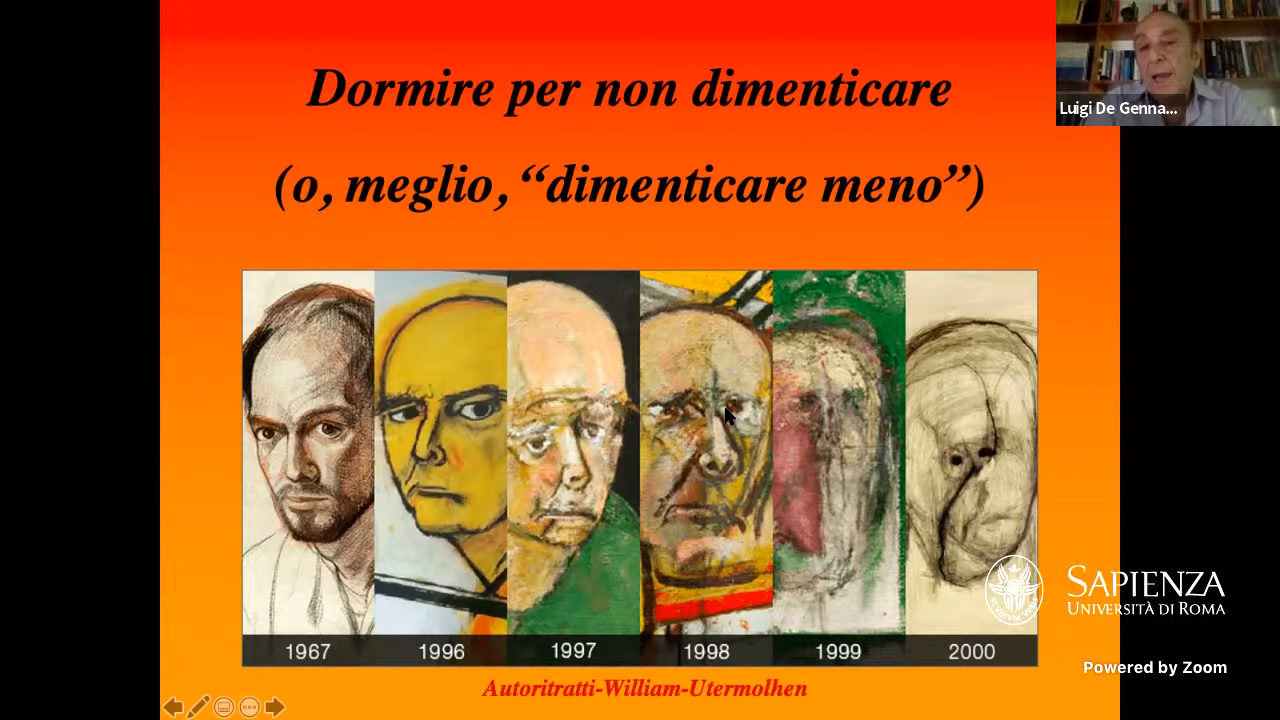 Dormire per non dimenticare
(o, meglio, “dimenticare meno”)
Luigi De Genna...
1967 1996 1997 1998 1999 2000
SAPIENZA
UNIVERSITÀ DI ROMA
Powered by Zoom
Autoritratti-William-Utermolhen